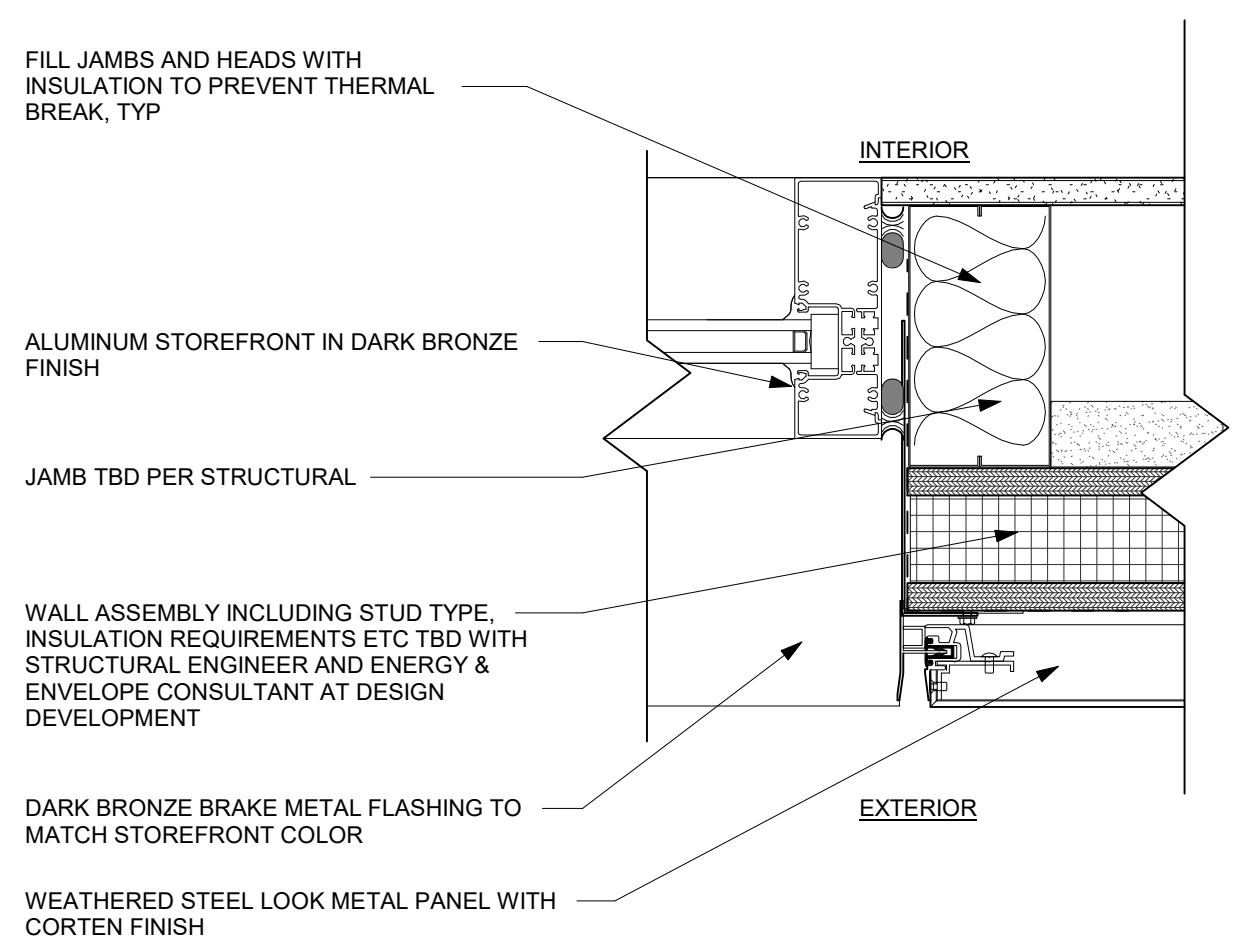 FILL JAMBS AND HEADS WITH
INSULATION TO PREVENT THERMAL
BREAK, TYP
INTERIOR
ALUMINUM STOREFRONT IN DARK BRONZE
FINISH
JAMB TBD PER STRUCTURAL
WALL ASSEMBLY INCLUDING STUD TYPE,
INSULATION REQUIREMENTS ETC TBD WITH
STRUCTURAL ENGINEER AND ENERGY &
ENVELOPE CONSULTANT AT DESIGN
DEVELOPMENT
DARK BRONZE BRAKE METAL FLASHING TO
MATCH STOREFRONT COLOR
EXTERIOR
WEATHERED STEEL LOOK METAL PANEL WITH
CORTEN FINISH